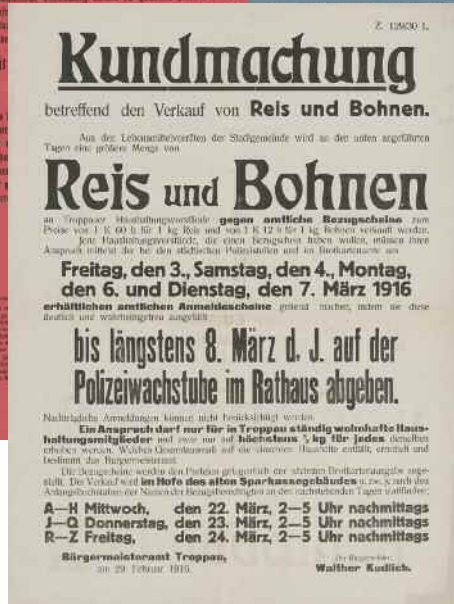 Z. 12930 I.
Kundmachung
betreffend den Verkauf von Reis und Bohnen.
Aus den Lebensmittelvorräten der Stadtgemeinde wird an den unten angeführten
Tagen eine größere Menge von
Reis und Bohnen
an Troppauer Haushaltungsvorstände gegen amtliche Bezugscheine zum
Preise von 1 K 60 h für 1 kg Reis und von 1 K 12 h für 1 kg Bohnen verkauft werden.
Jene Haushaltungsvorstände, die einen Bezugschein haben wollen, müssen ihren
Anspruch mittelst der bei den städtischen Polizeistuben und im Brotkartenamte am
Freitag, den 3., Samstag, den 4., Montag,
den 6. und Dienstag, den 7. März 1916
erhältlichen amtlichen Anmeldescheine geltend machen, indem sie diese
deutlich und wahrheitsgetreu ausgefüllt
bis längstens 8. März d. J. auf der
Polizeiwachstube im Rathaus abgeben.
Nachträgliche Anmeldungen können nicht berücksichtigt werden.
Ein Anspruch darf nur für in Troppau ständig wohnhafte Haus-
haltungsmitglieder und zwar nur auf höchstens ½ kg für jedes derselben
erhoben werden. Welches Gesamtausmaß auf die einzelnen Haushalte entfällt, ermittelt und
bestimmt das Bürgermeisteramt.
Die Bezugscheine werden den Parteien gelegentlich der nächsten Brotkartenausgabe zuge-
stellt. Der Verkauf wird im Hofe des alten Sparkassegebäudes u. zw. je nach den
Anfangsbuchstaben der Namen der Bezugsberechtigten an den nachstehenden Tagen stattfinden:
A—H Mittwoch, den 22. März, 2—5 Uhr nachmittags
J—Q Donnerstag, den 23. März, 2—5 Uhr nachmittags
R—Z Freitag, den 24. März, 2—5 Uhr nachmittags
Bürgermeisteramt Troppau,
am 29. Februar 1916.
Der Bürgermeister:
Walther Kudlich.